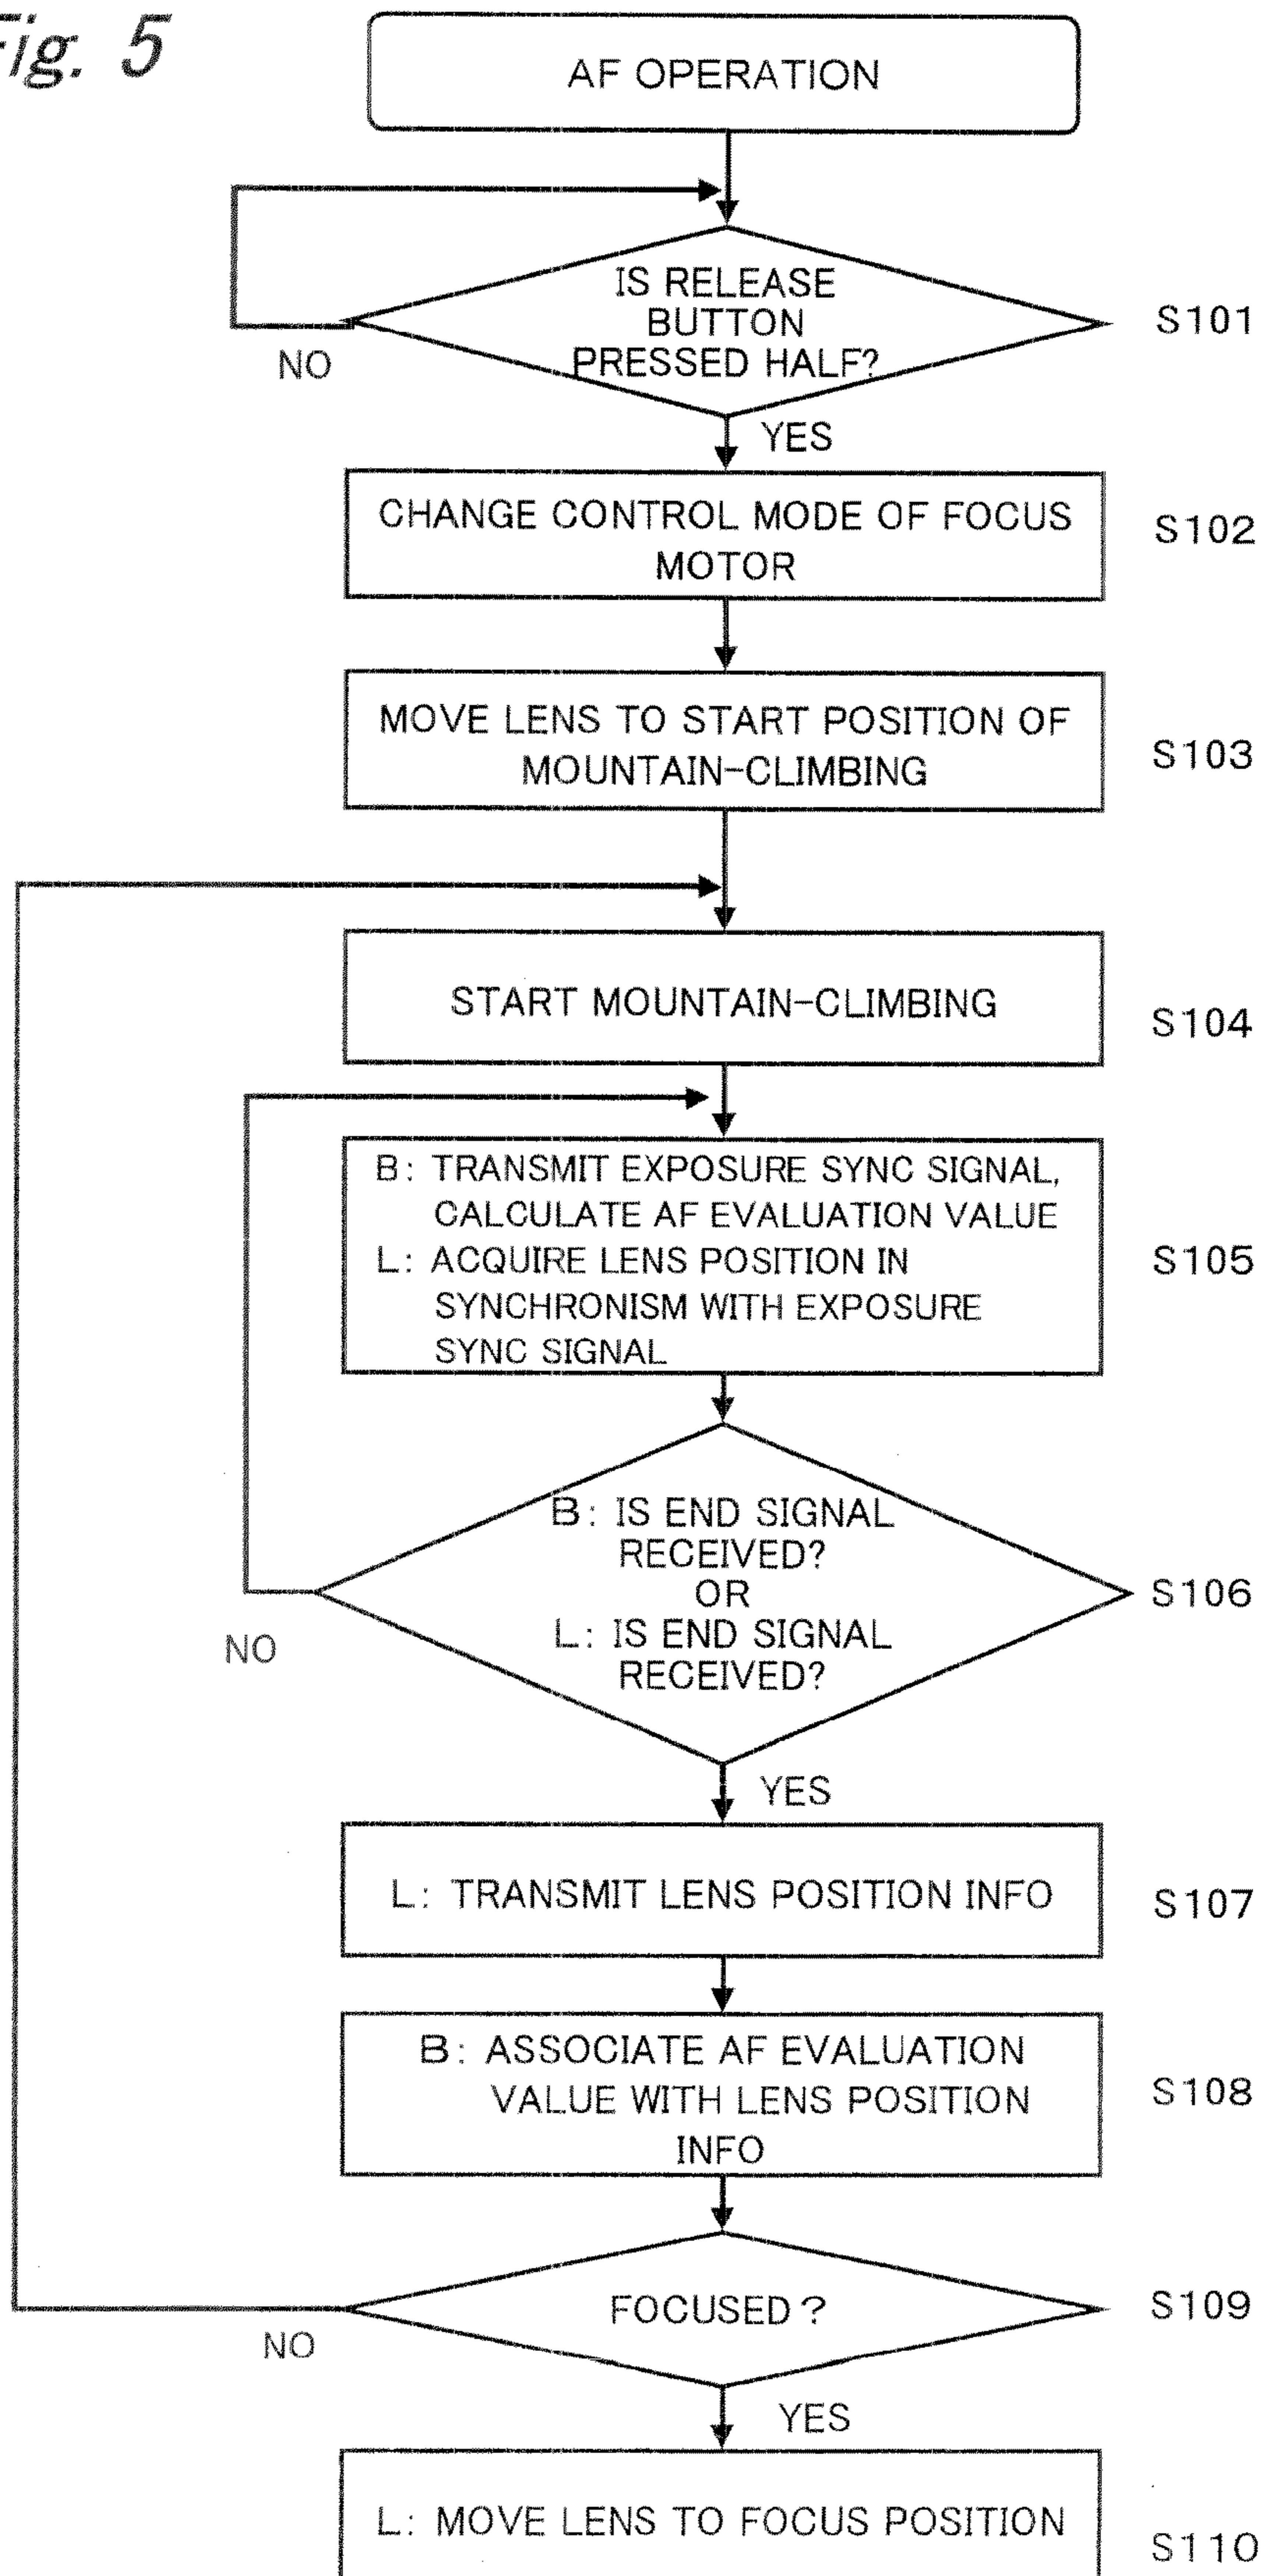 Fig. 5
AF OPERATION
IS RELEASE
BUTTON
PRESSED HALF?
S101
NO
YES
CHANGE CONTROL MODE OF FOCUS
MOTOR
S102
MOVE LENS TO START POSITION OF
MOUNTAIN-CLIMBING
S103
START MOUNTAIN-CLIMBING
S104
B: TRANSMIT EXPOSURE SYNC SIGNAL,
CALCULATE AF EVALUATION VALUE
L: ACQUIRE LENS POSITION IN
SYNCHRONISM WITH EXPOSURE
SYNC SIGNAL
S105
B: IS END SIGNAL
RECEIVED?
OR
L: IS END SIGNAL
RECEIVED?
S106
NO
YES
L: TRANSMIT LENS POSITION INFO
S107
B: ASSOCIATE AF EVALUATION
VALUE WITH LENS POSITION
INFO
S108
FOCUSED?
S109
NO
YES
L: MOVE LENS TO FOCUS POSITION
S110